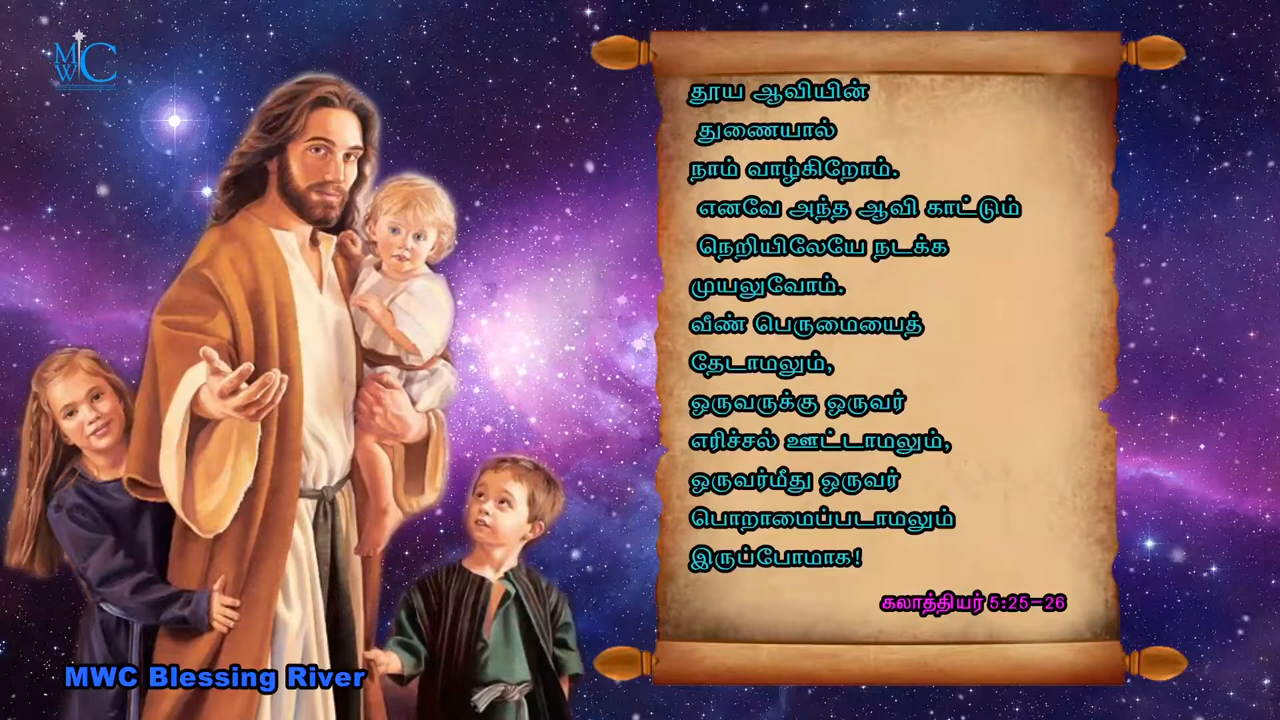 MWC
தூய ஆவியின்
துணையால்
நாம் வாழ்கிறோம்.
எனவே அந்த ஆவி காட்டும்
நெறியிலேயே நடக்க
முயலுவோம்.
வீண் பெருமையைத்
தேடாமலும்,
ஒருவருக்கு ஒருவர்
எரிச்சல் ஊட்டாமலும்,
ஒருவர்மீது ஒருவர்
பொறாமைப்படாமலும்
இருப்போமாக!
கலாத்தியர் 5:25-26
MWC Blessing River